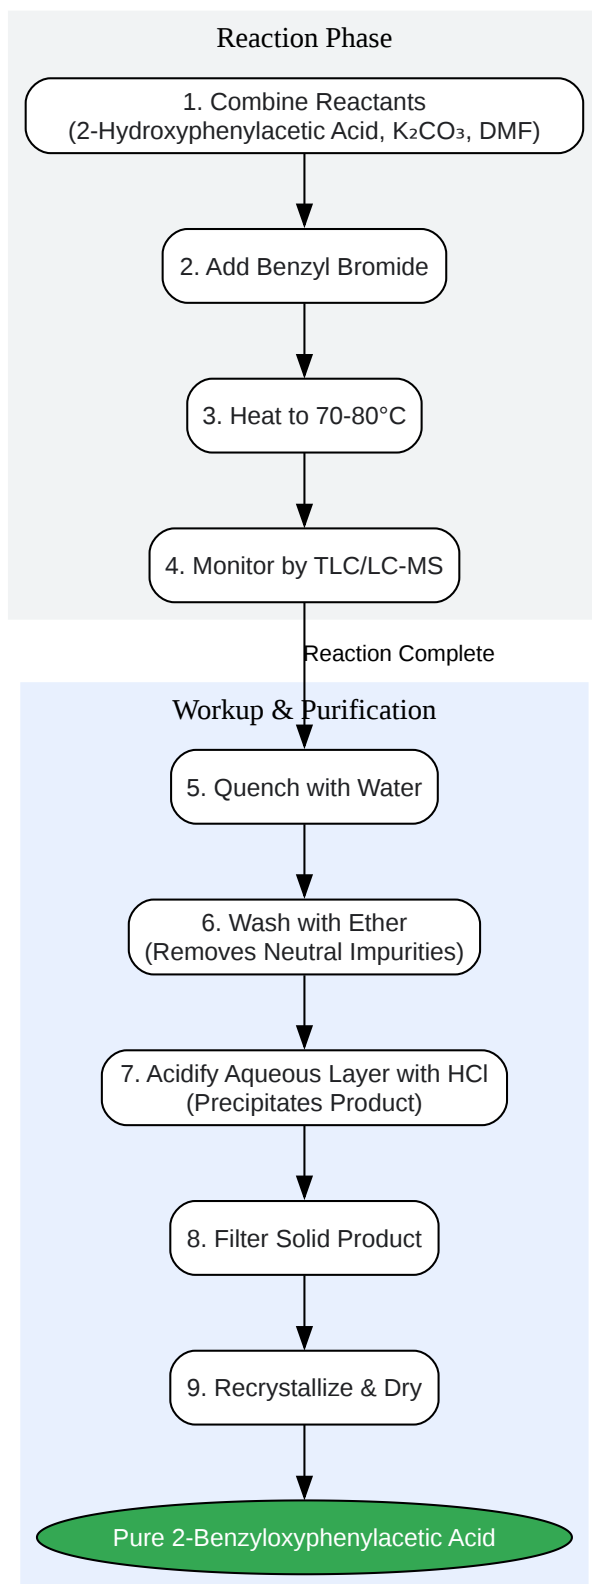 Reaction Phase
1. Combine Reactants
(2-Hydroxyphenylacetic Acid, K₂CO₃, DMF)
2. Add Benzyl Bromide
3. Heat to 70-80°C
4. Monitor by TLC/LC-MS
Reaction Complete
Workup & Purification
5. Quench with Water
6. Wash with Ether
(Removes Neutral Impurities)
7. Acidify Aqueous Layer with HCl
(Precipitates Product)
8. Filter Solid Product
9. Recrystallize & Dry
Pure 2-Benzyloxyphenylacetic Acid